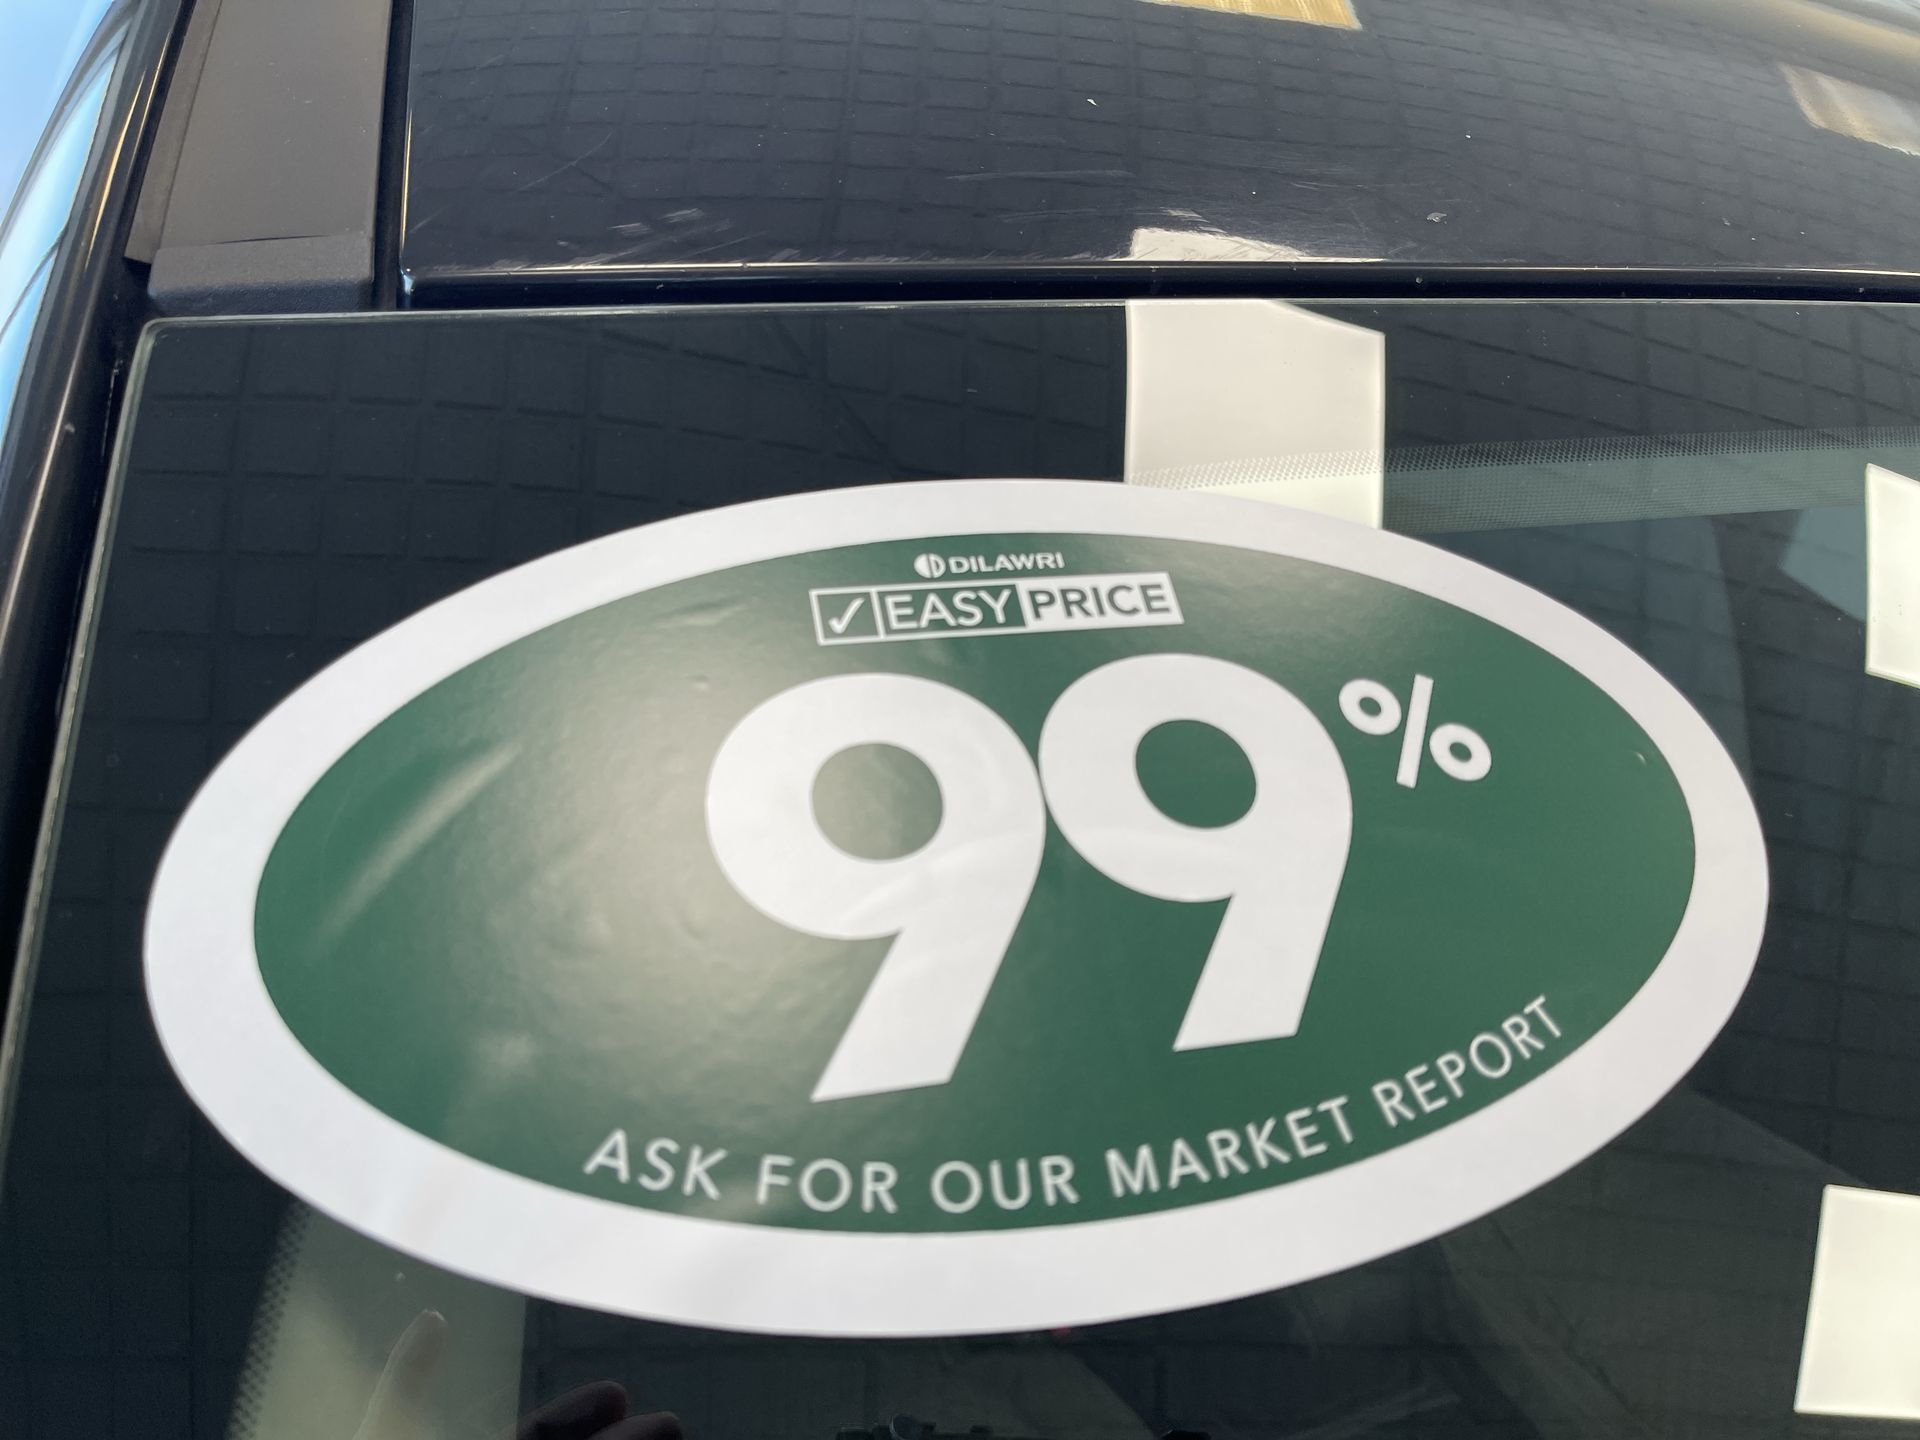 DILAWRI
✓ EASY PRICE
99%
ASK FOR OUR MARKET REPORT